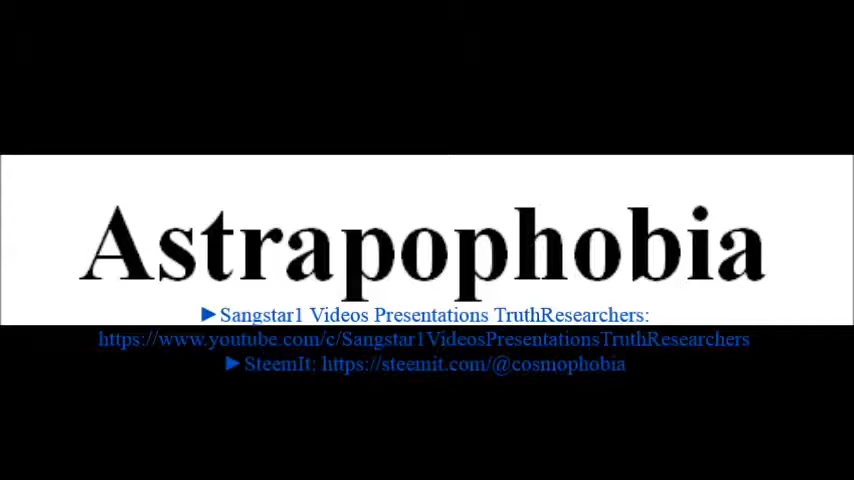 Astrapophobia
►Sangstar1 Videos Presentations TruthResearchers:
https://www.youtube.com/c/Sangstar1VideosPresentationsTruthResearchers
►SteemIt: https://steemit.com/@cosmophobia